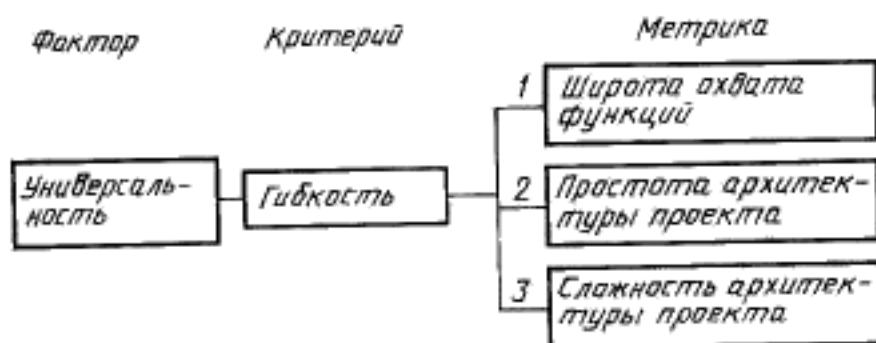 Фактор Критерий Метрика
1 Широта охвата
функций
Универсаль-
ность
Гибкость
2 Простота архитек-
туры проекта
3 Сложность архитек-
туры проекта